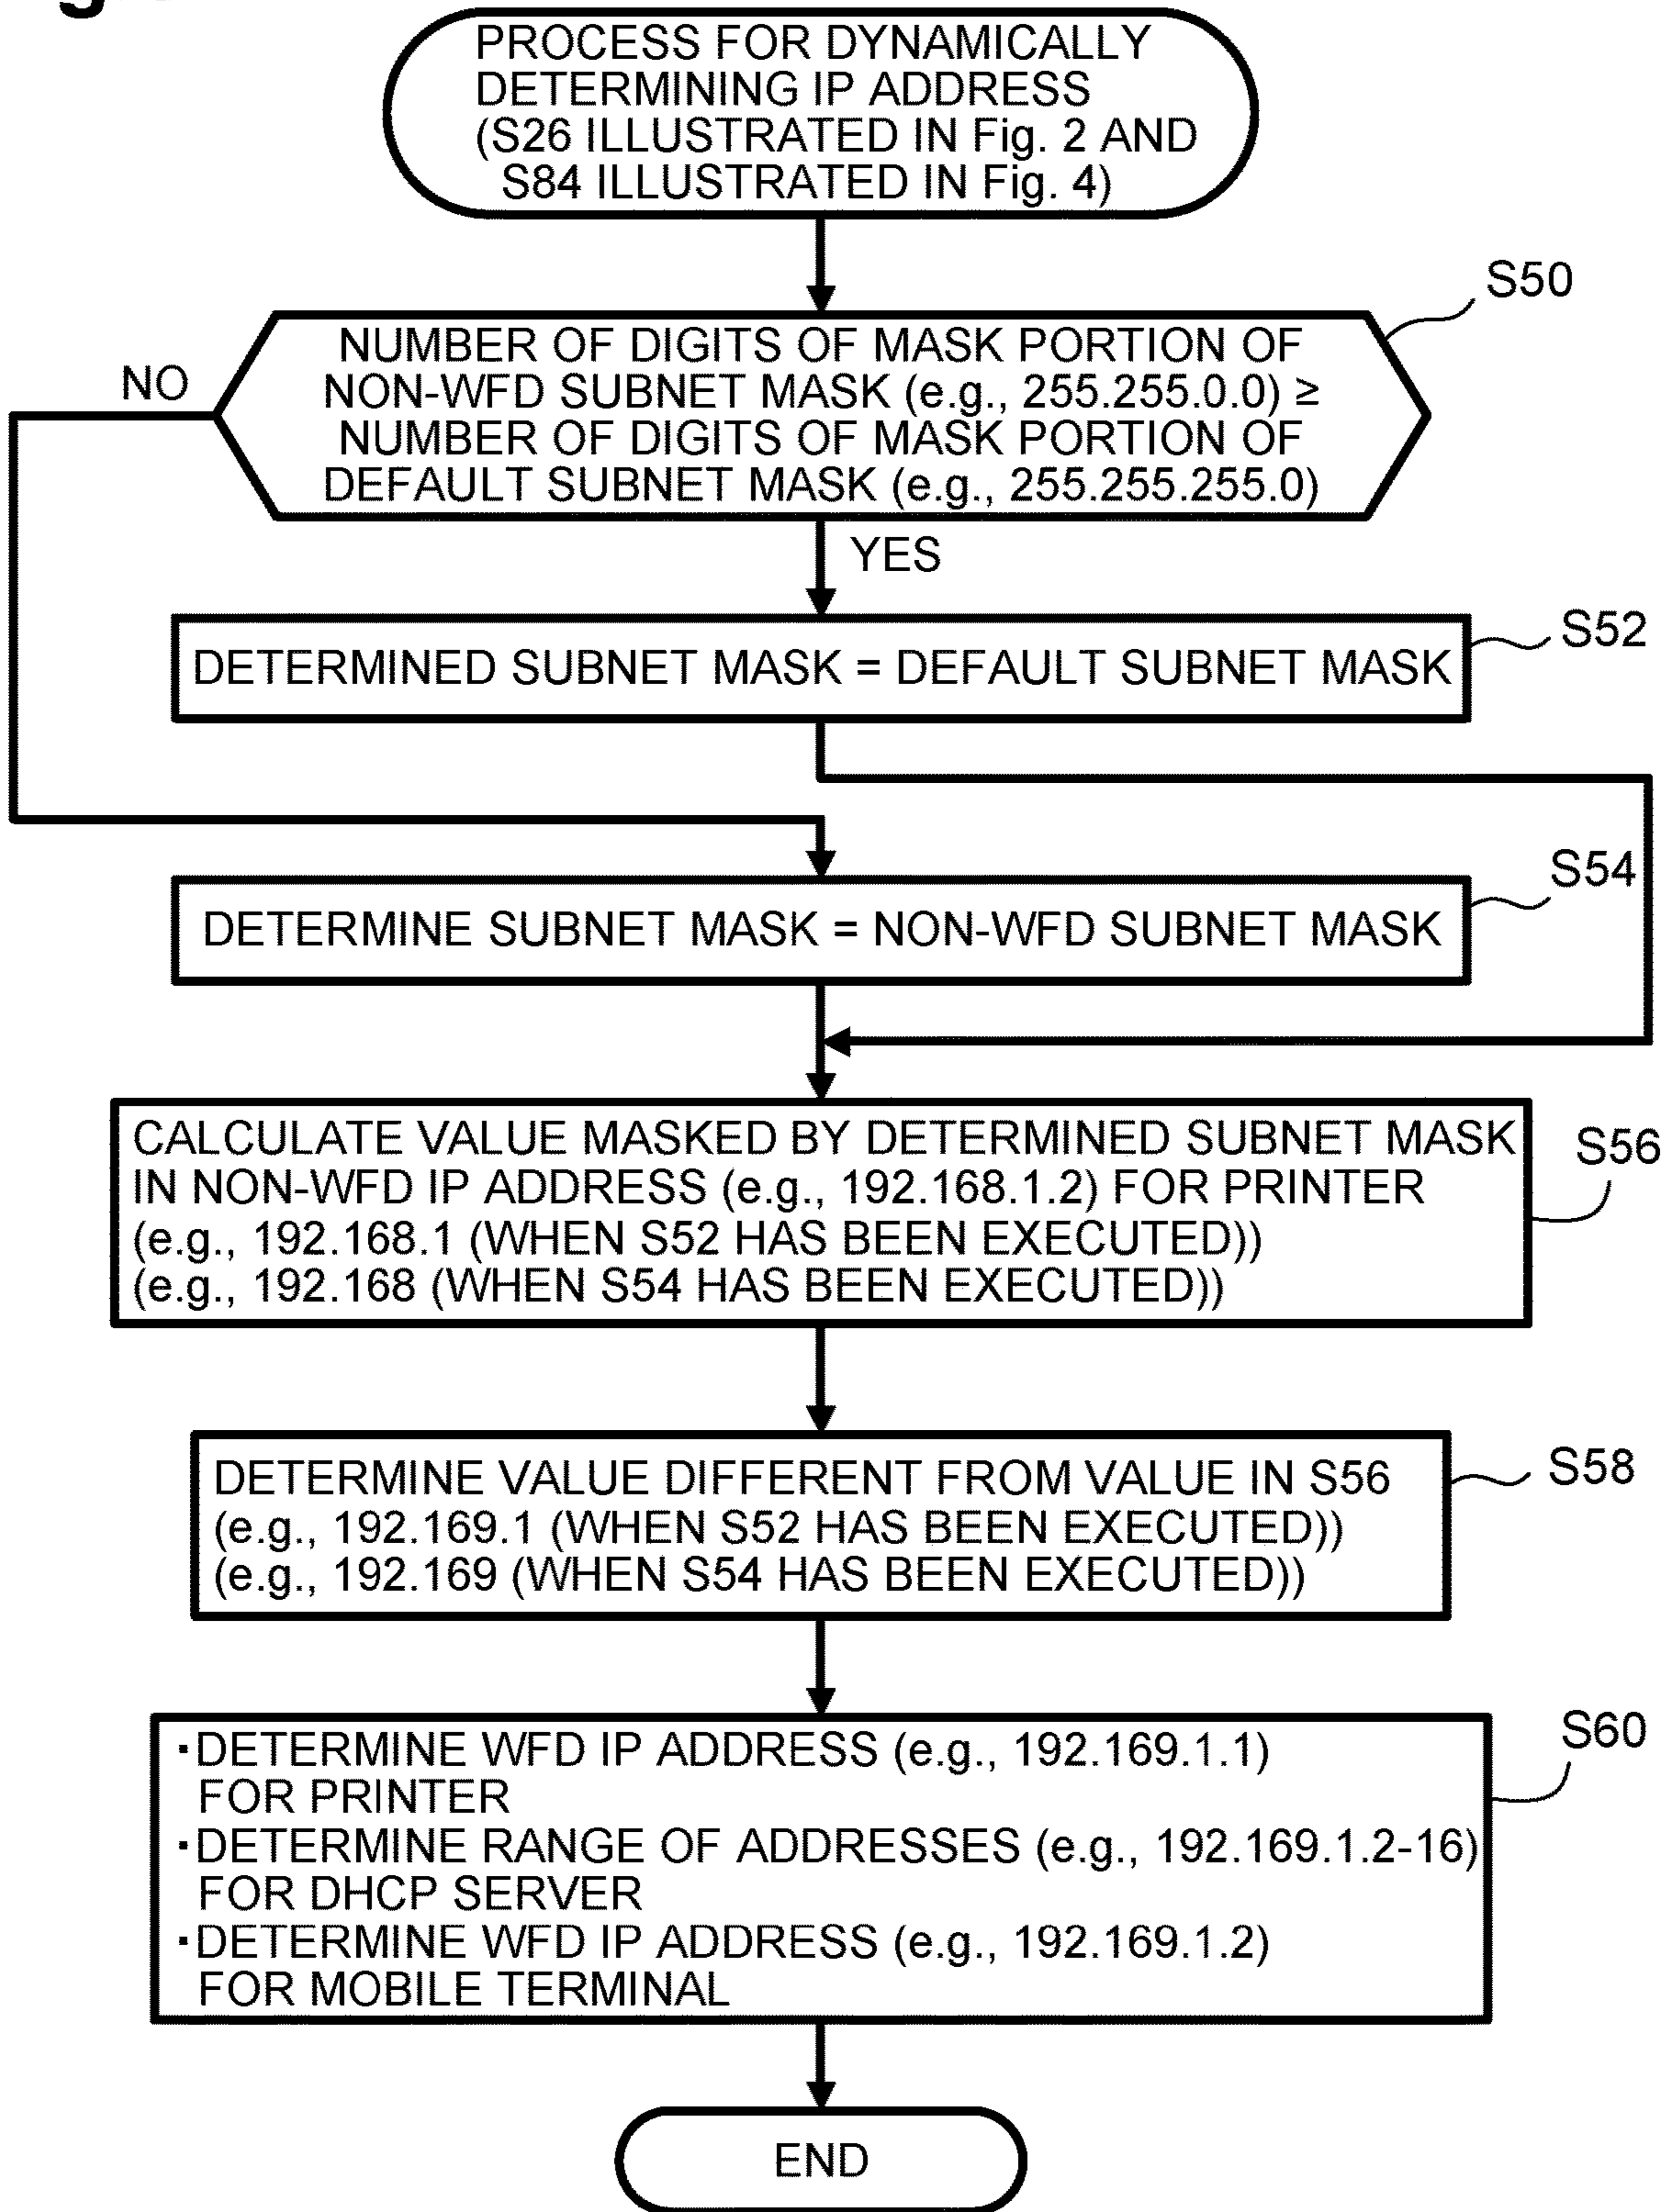 PROCESS FOR DYNAMICALLY
DETERMINING IP ADDRESS
(S26 ILLUSTRATED IN Fig. 2 AND
S84 ILLUSTRATED IN Fig. 4)
S50
NUMBER OF DIGITS OF MASK PORTION OF
NON-WFD SUBNET MASK (e.g., 255.255.0.0) ≥
NUMBER OF DIGITS OF MASK PORTION OF
DEFAULT SUBNET MASK (e.g., 255.255.255.0)
NO
YES
S52
DETERMINED SUBNET MASK = DEFAULT SUBNET MASK
S54
DETERMINE SUBNET MASK = NON-WFD SUBNET MASK
S56
CALCULATE VALUE MASKED BY DETERMINED SUBNET MASK
IN NON-WFD IP ADDRESS (e.g., 192.168.1.2) FOR PRINTER
(e.g., 192.168.1 (WHEN S52 HAS BEEN EXECUTED))
(e.g., 192.168 (WHEN S54 HAS BEEN EXECUTED))
S58
DETERMINE VALUE DIFFERENT FROM VALUE IN S56
(e.g., 192.169.1 (WHEN S52 HAS BEEN EXECUTED))
(e.g., 192.169 (WHEN S54 HAS BEEN EXECUTED))
S60
・DETERMINE WFD IP ADDRESS (e.g., 192.169.1.1)
FOR PRINTER
・DETERMINE RANGE OF ADDRESSES (e.g., 192.169.1.2-16)
FOR DHCP SERVER
・DETERMINE WFD IP ADDRESS (e.g., 192.169.1.2)
FOR MOBILE TERMINAL
END